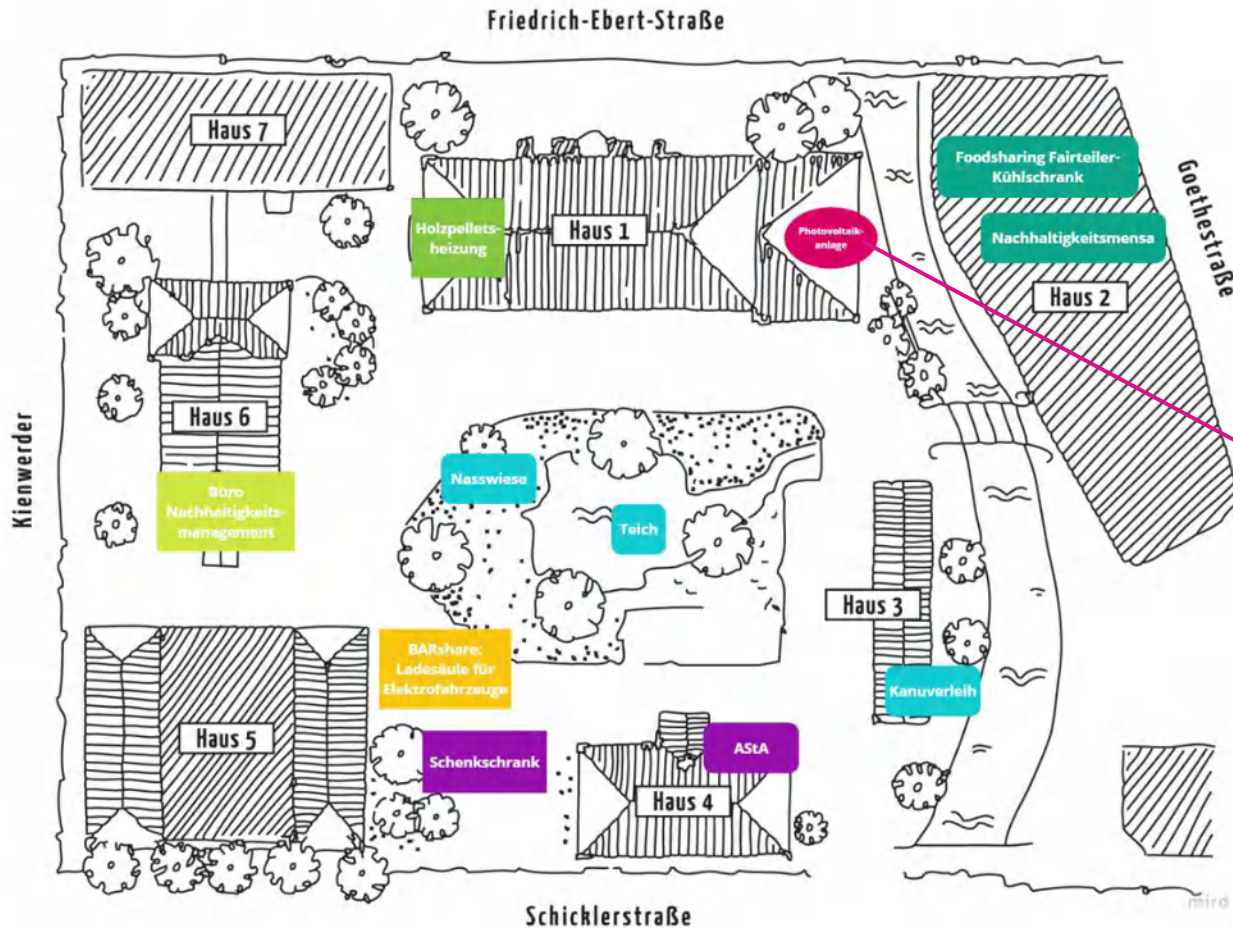 Friedrich-Ebert-Straße
Haus 7
Foodsharing Fairteiler-
Kühlschrank
Holzpellets-
heizung
Haus 1
Photovoltaik-
anlage
Nachhaltigkeitsmensa
Goethestraße
Haus 2
Kienwerder
Haus 6
Büro
Nachhaltigkeits-
management
Nasswiese
Teich
Haus 3
BARshare:
Ladesäule für
Elektrofahrzeuge
Kanuverleih
Haus 5
Schenkschrank
AStA
Haus 4
Schicklerstraße
miro